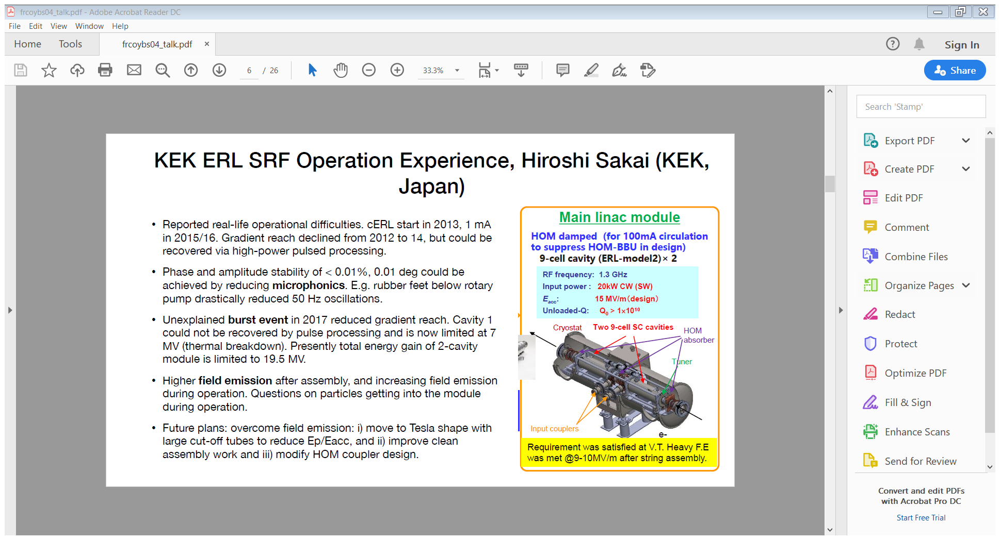 frcoybs04_talk.pdf - Adobe Acrobat Reader DC
File Edit View Window Help
Home Tools frcoybs04_talk.pdf × Sign In
6 / 26 33.3% Share
KEK ERL SRF Operation Experience, Hiroshi Sakai (KEK,
Japan)
• Reported real-life operational difficulties. cERL start in 2013, 1 mA
in 2015/16. Gradient reach declined from 2012 to 14, but could be
recovered via high-power pulsed processing.
• Phase and amplitude stability of < 0.01%, 0.01 deg could be
achieved by reducing microphonics. E.g. rubber feet below rotary
pump drastically reduced 50 Hz oscillations.
• Unexplained burst event in 2017 reduced gradient reach. Cavity 1
could not be recovered by pulse processing and is now limited at 7
MV (thermal breakdown). Presently total energy gain of 2-cavity
module is limited to 19.5 MV.
• Higher field emission after assembly, and increasing field emission
during operation. Questions on particles getting into the module
during operation.
• Future plans: overcome field emission: i) move to Tesla shape with
large cut-off tubes to reduce Ep/Eacc, and ii) improve clean
assembly work and iii) modify HOM coupler design.
Main linac module
HOM damped (for 100mA circulation
to suppress HOM-BBU in design)
9-cell cavity (ERL-model2)× 2
RF frequency: 1.3 GHz
Input power : 20kW CW (SW)
Eacc: 15 MV/m(design)
Unloaded-Q: Q0 > 1×10¹⁰
Cryostat Two 9-cell SC cavities HOM
absorber
Tuner
Input couplers
e-
Requirement was satisfied at V.T. Heavy F.E
was met @9-10MV/m after string assembly.
Search 'Stamp'
Export PDF
Create PDF
Edit PDF
Comment
Combine Files
Organize Pages
Redact
Protect
Optimize PDF
Fill & Sign
Enhance Scans
Send for Review
Convert and edit PDFs
with Acrobat Pro DC
Start Free Trial